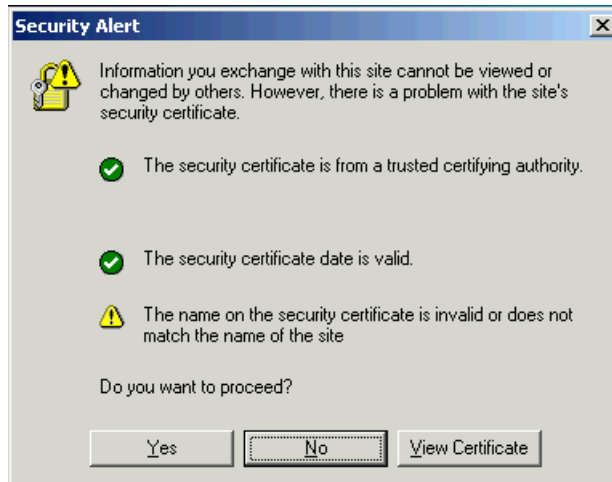 Security Alert
Information you exchange with this site cannot be viewed or
changed by others. However, there is a problem with the site's
security certificate.
The security certificate is from a trusted certifying authority.
The security certificate date is valid.
The name on the security certificate is invalid or does not
match the name of the site
Do you want to proceed?
Yes No View Certificate